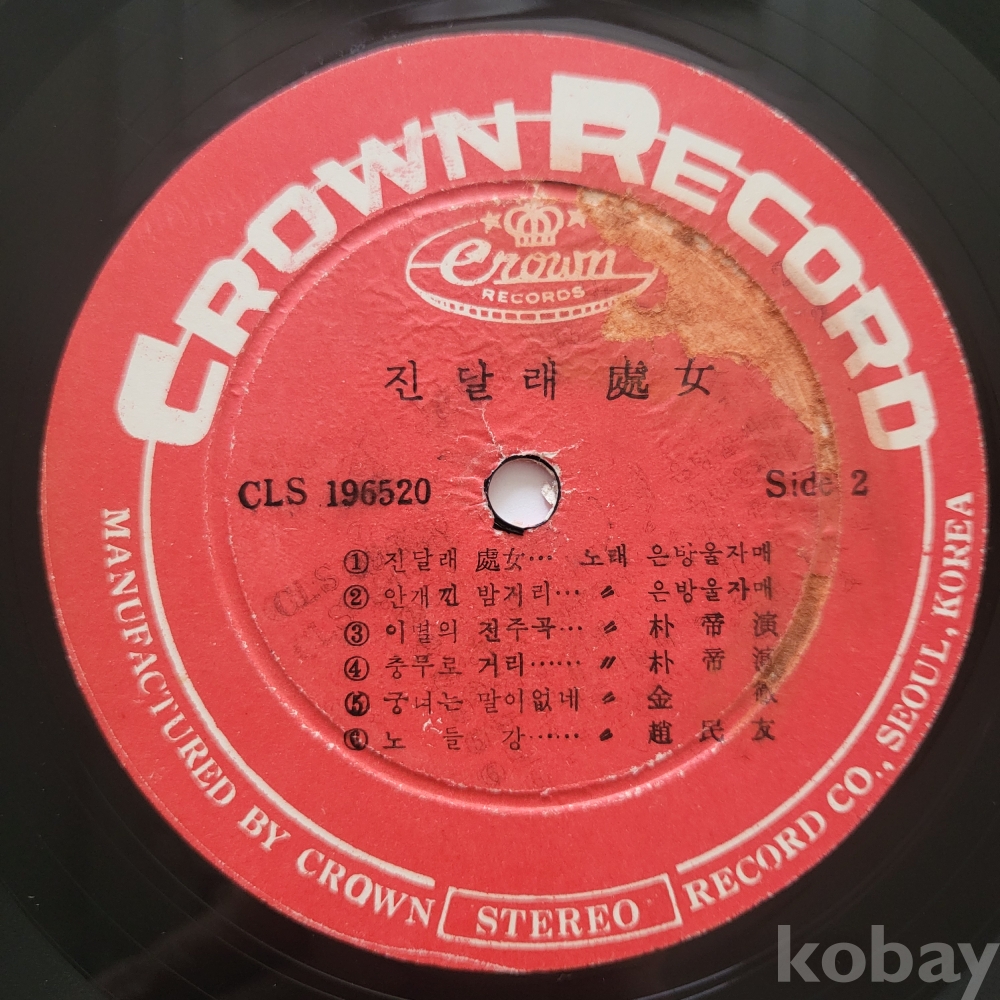 CROWN RECORD
Crown
RECORDS
진달래 處女
CLS 196520
Side 2
① 진달래 處女… 노래 은방울자매
② 안개낀 밤거리… 〃 은방울자매
③ 이별의 전주곡… 〃 朴帝演
④ 충무로 거리…… 〃 朴帝演
⑤ 궁녀는 말이없네 〃 金
⑥ 노들강…… 〃 趙民友
MANUFACTURED BY CROWN RECORD CO., SEOUL, KOREA
STEREO
kobay